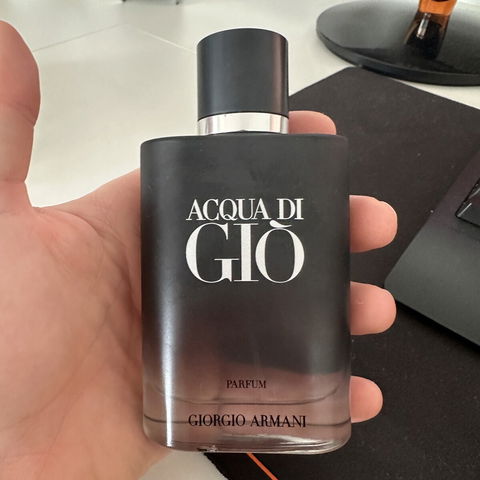 ACQUA DI
GIÒ
PARFUM
GIORGIO ARMANI